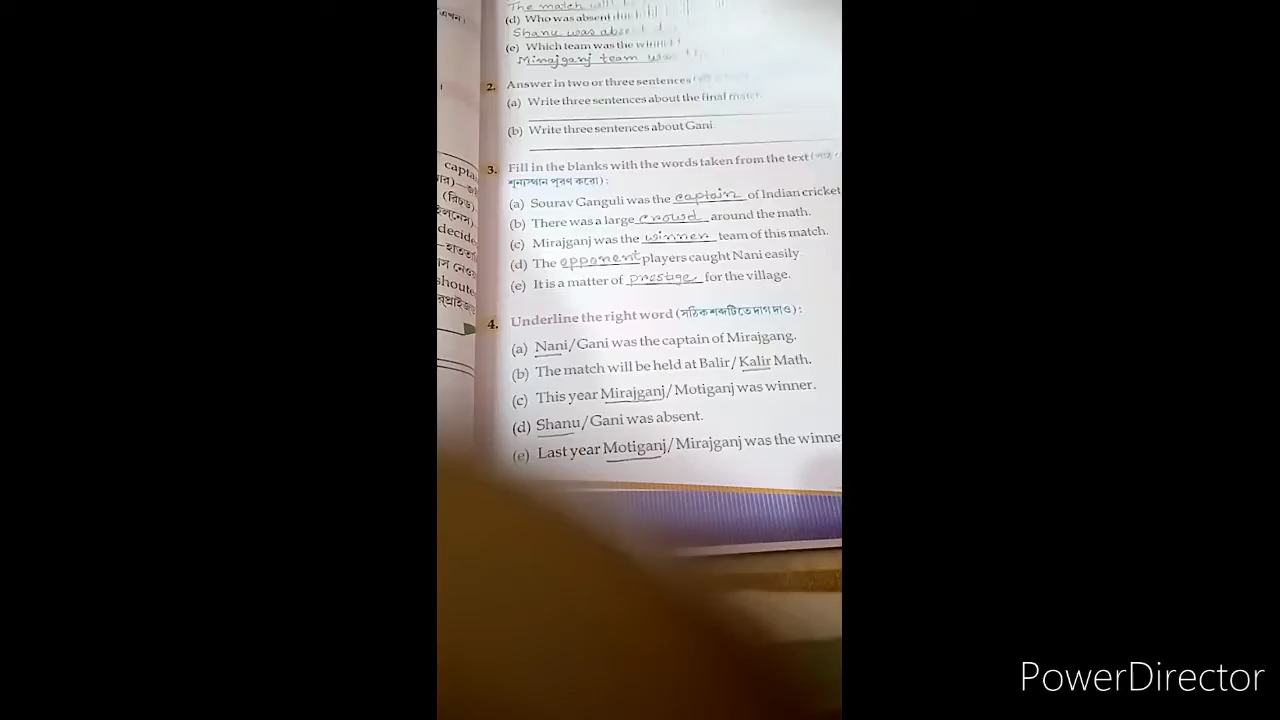 The match will
(d) Who was absent
Shanu was
(e) Which team was the
Mirajganj team was
2. Answer in two or three sentences
(a) Write three sentences about the final match.
(b) Write three sentences about Gani.
3. Fill in the blanks with the words taken from the text
শূন্যস্থান পূরণ করো):
(a) Sourav Ganguli was the captain of Indian cricket
(b) There was a large crowd around the math.
(c) Mirajganj was the winner team of this match.
(d) The opponent players caught Nani easily
(e) It is a matter of prestige for the village.
4. Underline the right word (সঠিক শব্দটিতে দাগ দাও):
(a) Nani/Gani was the captain of Mirajgang.
(b) The match will be held at Balir/Kalir Math.
(c) This year Mirajganj/Motiganj was winner.
(d) Shanu/Gani was absent.
(e) Last year Motiganj/Mirajganj was the winne
PowerDirector